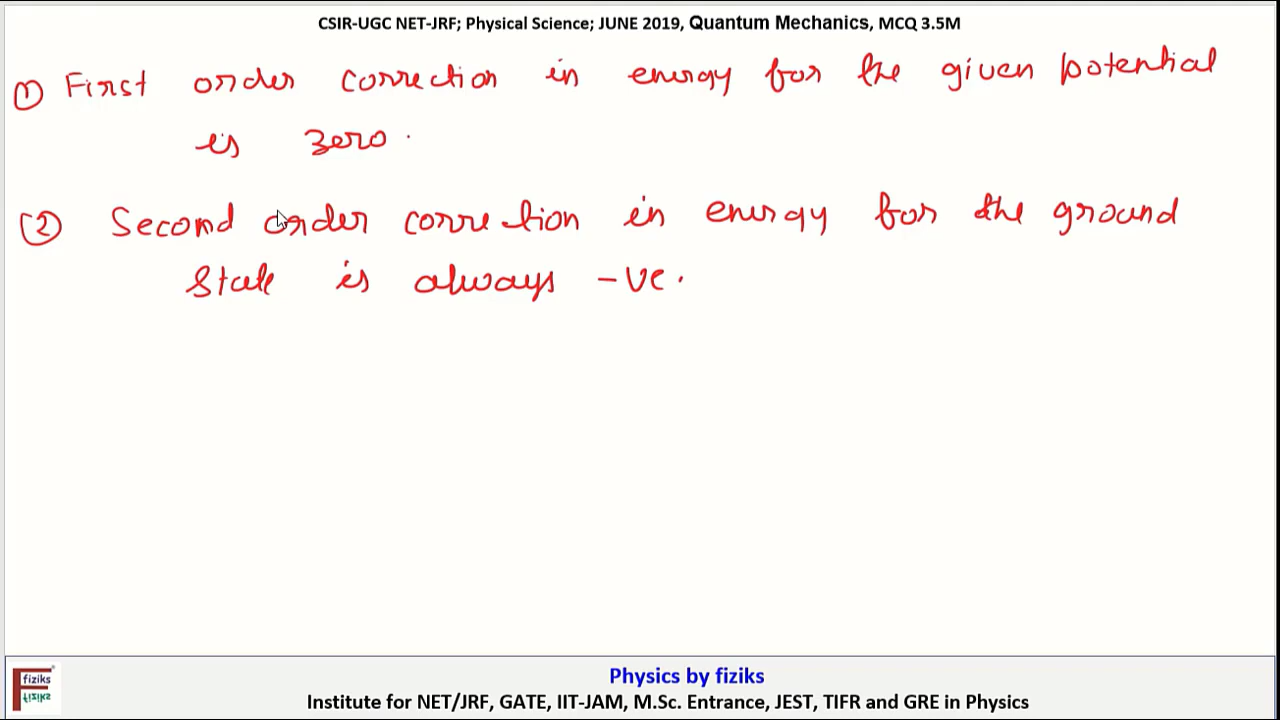 CSIR-UGC NET-JRF; Physical Science; JUNE 2019, Quantum Mechanics, MCQ 3.5M
(1) First order correction in energy for the given potential
is zero.
(2) Second order correction in energy for the ground
state is always -ve.
fiziks
Physics by fiziks
Institute for NET/JRF, GATE, IIT-JAM, M.Sc. Entrance, JEST, TIFR and GRE in Physics